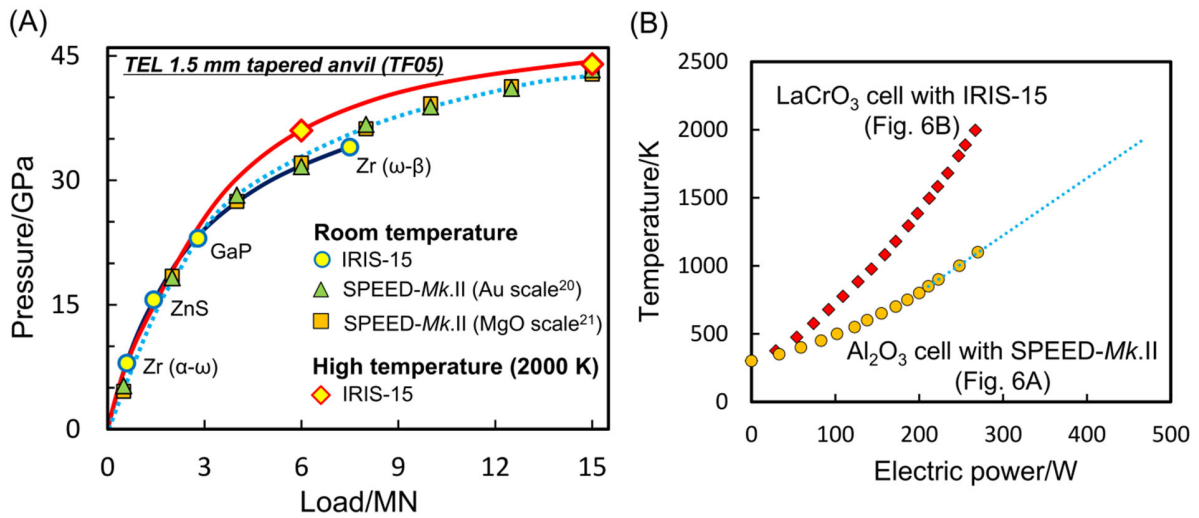 (A)
TEL 1.5 mm tapered anvil (TF05)
45
30
15
0
Pressure/GPa
0 3 6 9 12 15
Load/MN
Zr (ω-β)
GaP
ZnS
Zr (α-ω)
Room temperature
IRIS-15
SPEED-Mk.II (Au scale20)
SPEED-Mk.II (MgO scale21)
High temperature (2000 K)
IRIS-15
(B)
2500
2000
1500
1000
500
0
Temperature/K
LaCrO3 cell with IRIS-15
(Fig. 6B)
Al2O3 cell with SPEED-Mk.II
(Fig. 6A)
0 100 200 300 400 500
Electric power/W